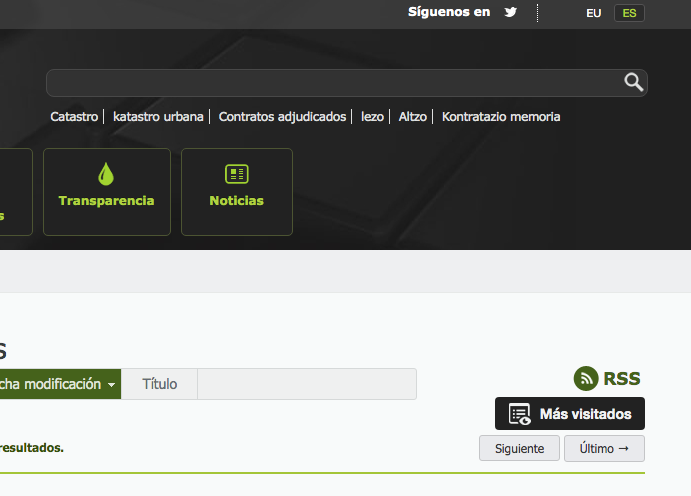 Síguenos en
EU ES
Catastro katastro urbana Contratos adjudicados lezo Altzo Kontratazio memoria
Transparencia Noticias
s
s
cha modificación Título
RSS
Más visitados
resultados.
Siguiente Último →